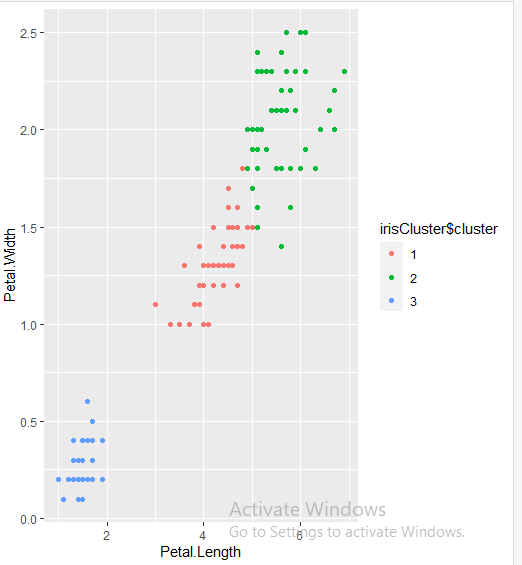 2.5
2.0
1.5
1.0
0.5
0.0
Petal.Width
2
4
6
Petal.Length
irisCluster$cluster
1
2
3
Activate Windows
Go to Settings to activate Windows.